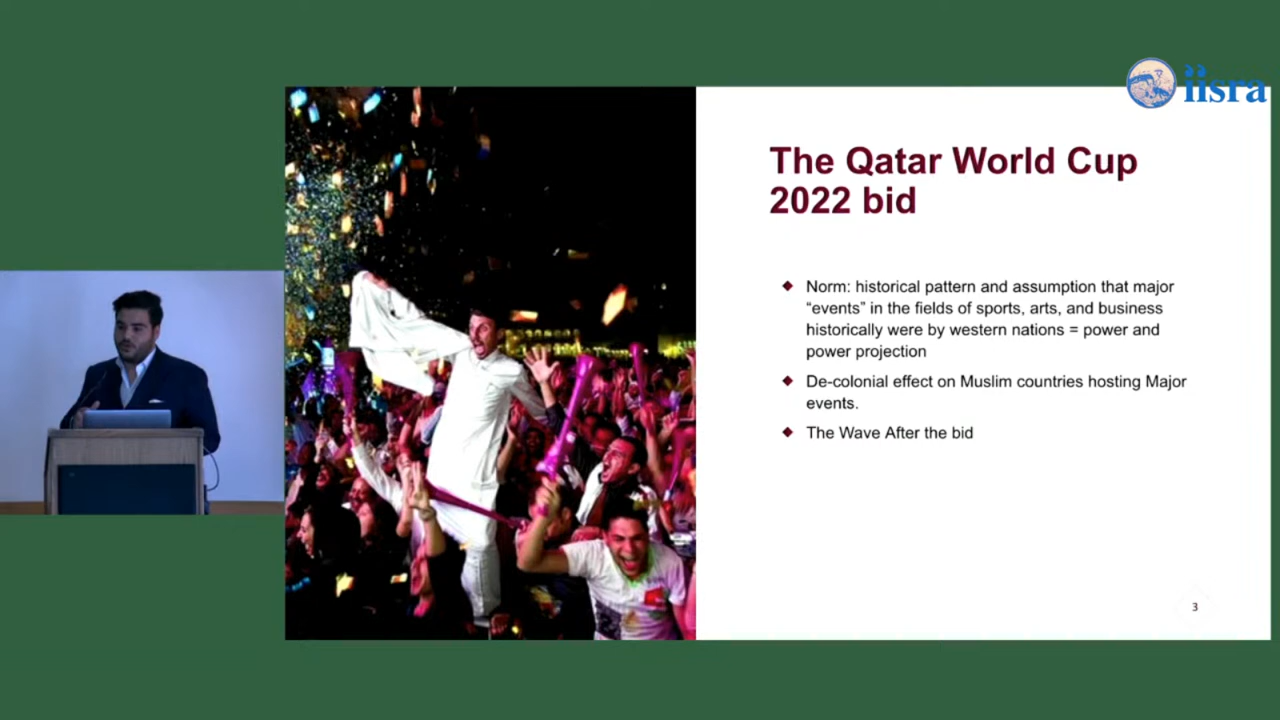 iisra
The Qatar World Cup
2022 bid
Norm: historical pattern and assumption that major
“events” in the fields of sports, arts, and business
historically were by western nations = power and
power projection
De-colonial effect on Muslim countries hosting Major
events.
The Wave After the bid
3